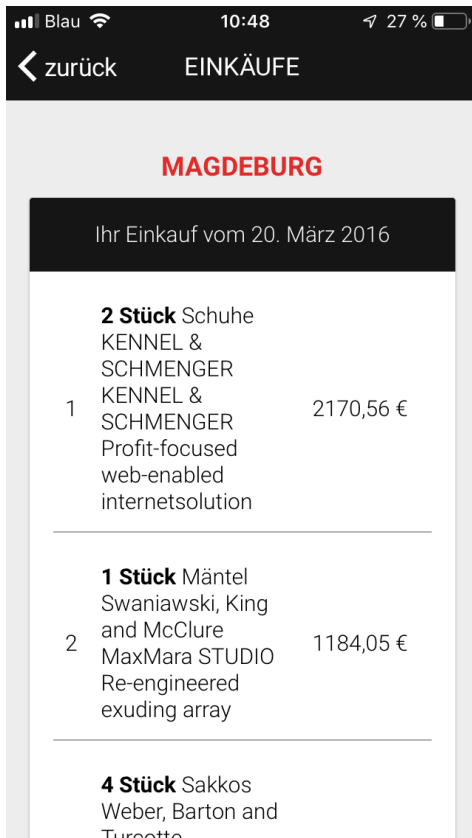 Blau 10:48 27 %
zurück EINKÄUFE
MAGDEBURG
Ihr Einkauf vom 20. März 2016
2 Stück Schuhe
KENNEL &
SCHMENGER
KENNEL &
1 SCHMENGER 2170,56 €
Profit-focused
web-enabled
internetsolution
1 Stück Mäntel
Swaniawski, King
and McClure
2 MaxMara STUDIO 1184,05 €
Re-engineered
exuding array
4 Stück Sakkos
Weber, Barton and
Turcotte